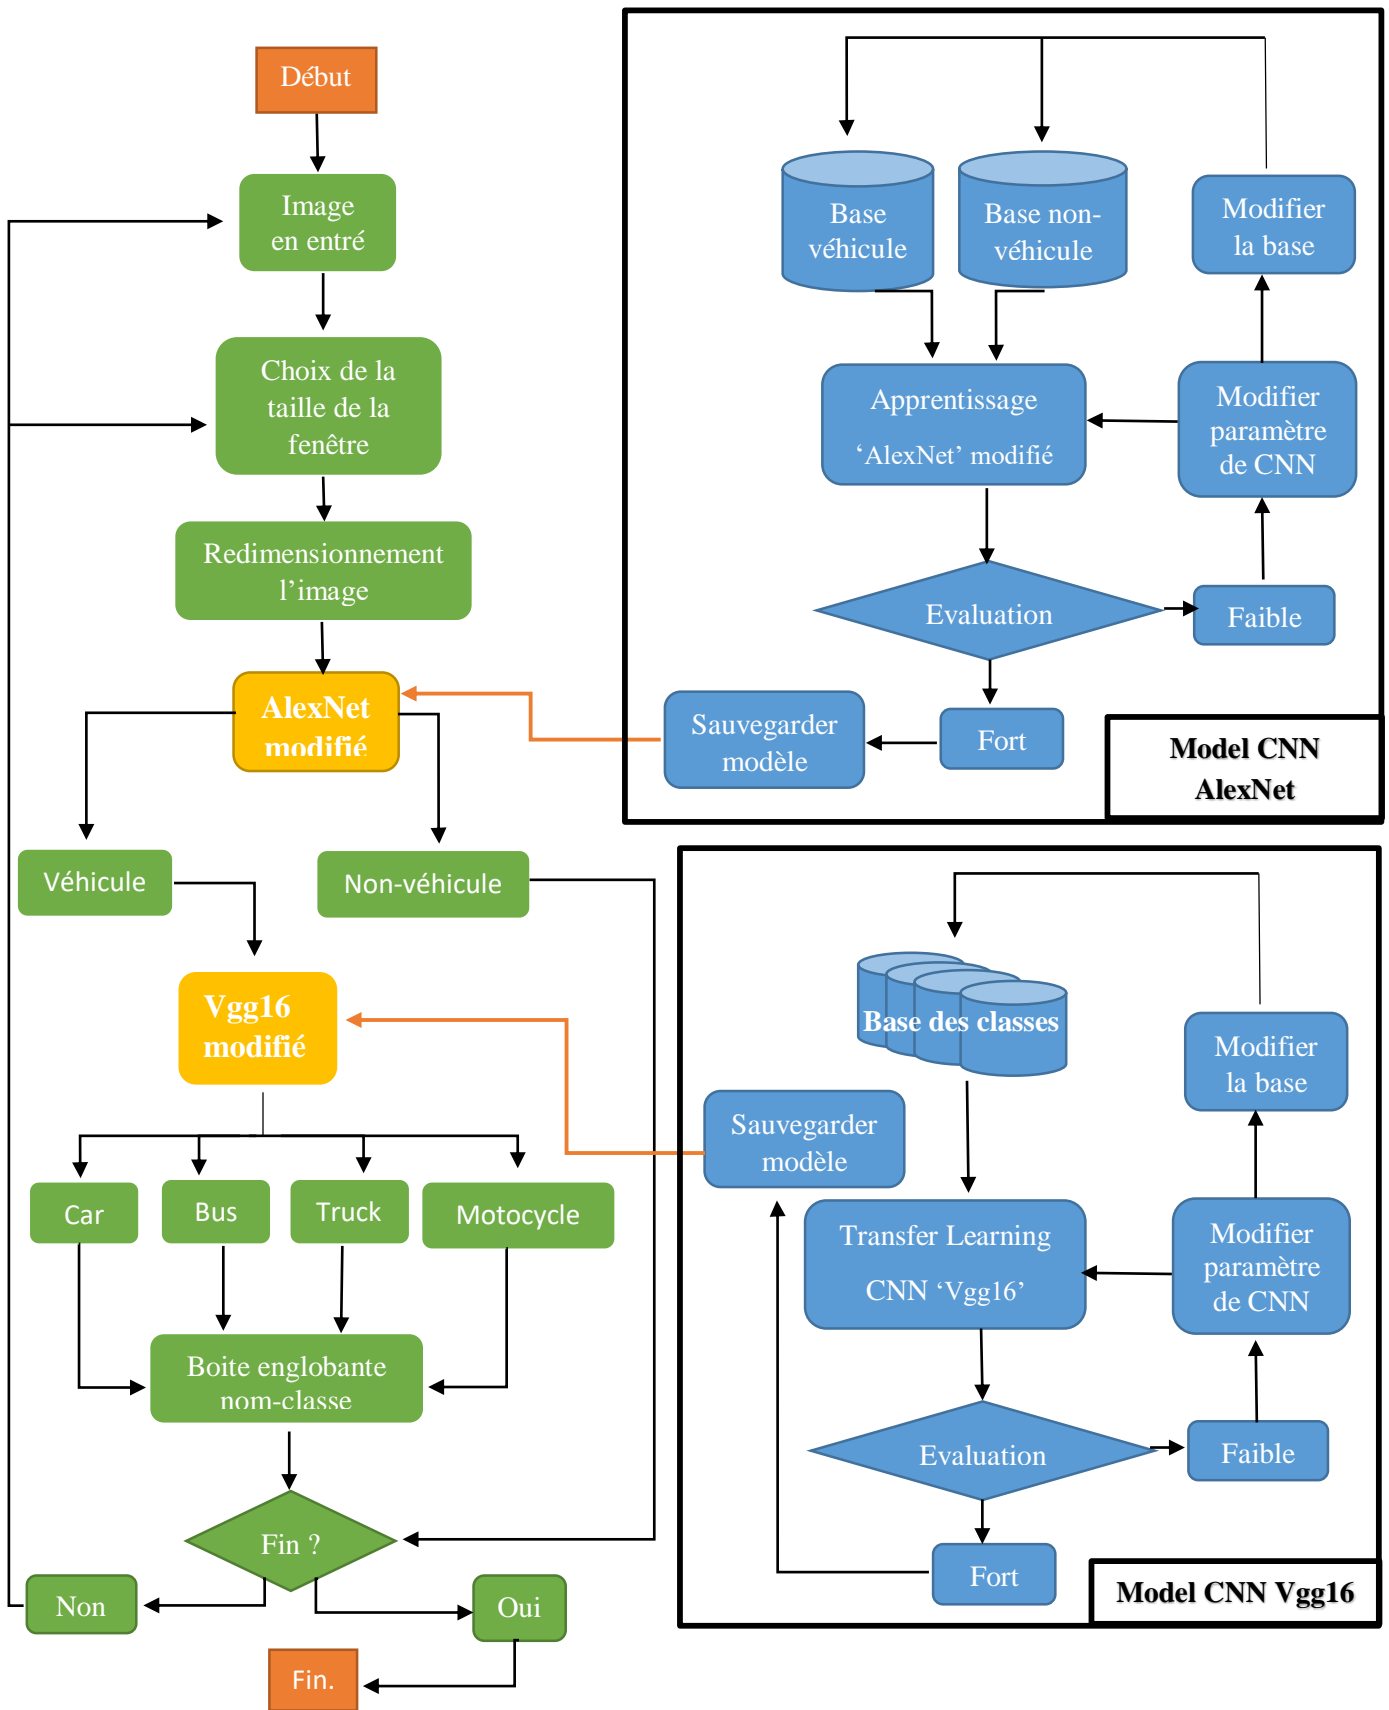 Début
Image
en entré
Choix de la
taille de la
fenêtre
Redimensionnement
l’image
AlexNet
modifié
Véhicule
Non-véhicule
Vgg16
modifié
Car
Bus
Truck
Motocycle
Boite englobante
nom-classe
Fin ?
Non
Oui
Fin.
Base
véhicule
Base non-
véhicule
Modifier
la base
Apprentissage
‘AlexNet’ modifié
Modifier
paramètre
de CNN
Evaluation
Faible
Fort
Sauvegarder
modèle
Model CNN
AlexNet
Base des classes
Modifier
la base
Sauvegarder
modèle
Transfer Learning
CNN ‘Vgg16’
Modifier
paramètre
de CNN
Evaluation
Faible
Fort
Model CNN Vgg16